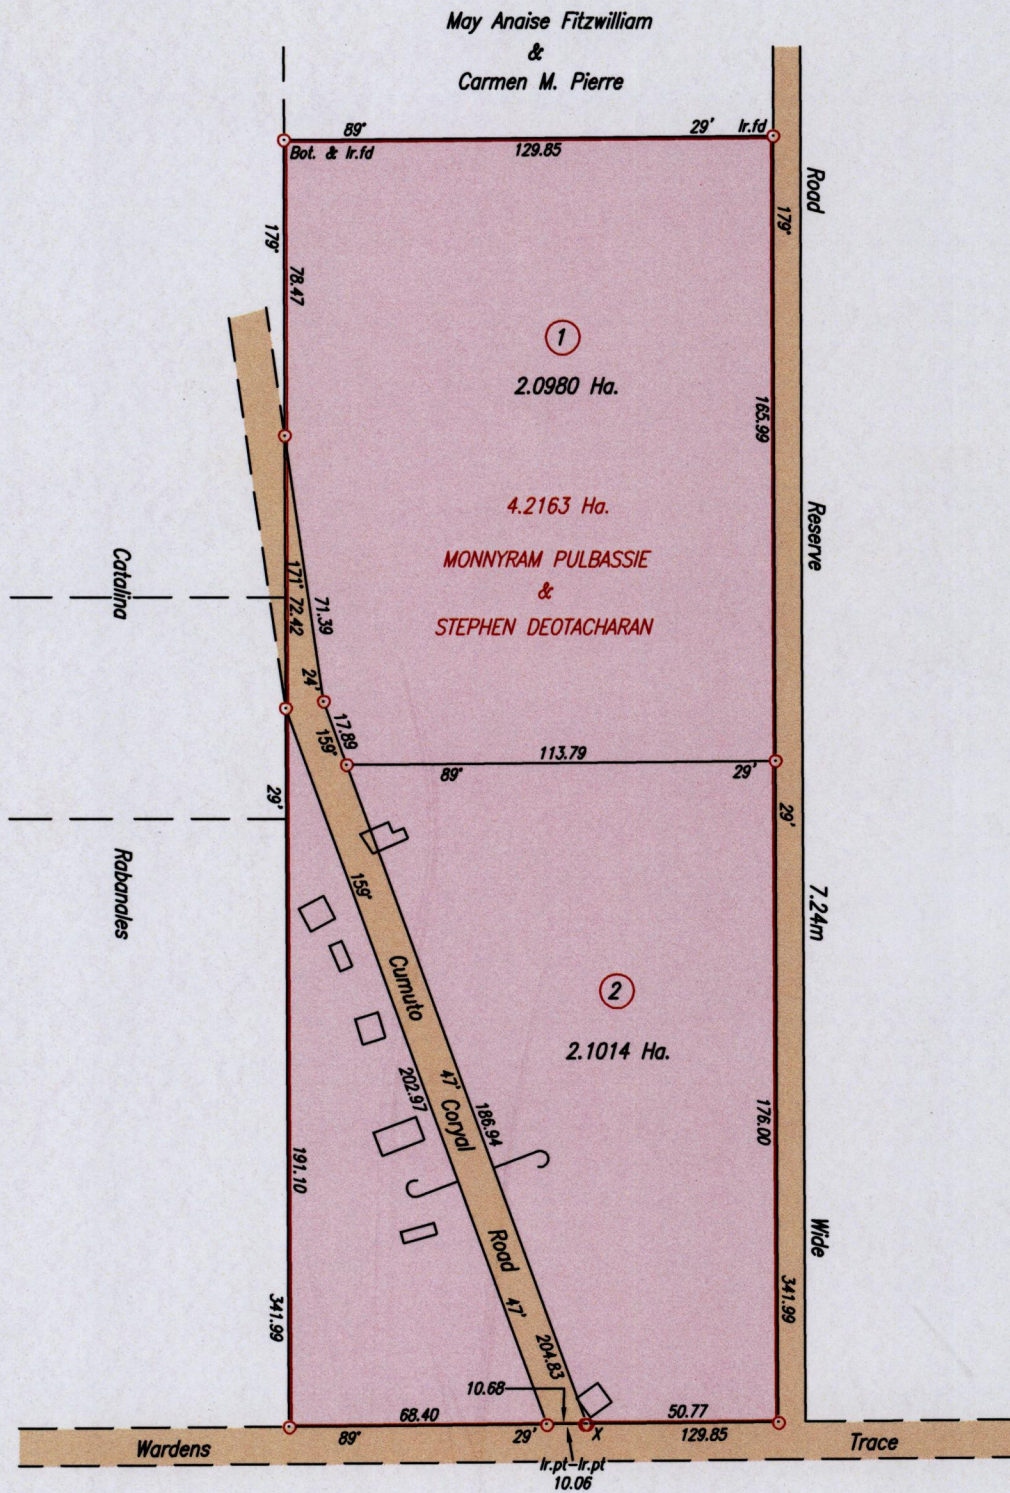 May Anaise Fitzwilliam
&
Carmen M. Pierre
89° 29' Ir.fd
Bot. & Ir.fd 129.85
Road
179°
179°
78.47
1
2.0980 Ha.
165.99
4.2163 Ha.
Reserve
MONNYRAM PULBASSIE
&
STEPHEN DEOTACHARAN
Catalina
171° 72.42
71.39
24'
17.89
159°
113.79
89° 29'
29'
29'
Rabanales
159°
7.24m
Cumuto
2
2.1014 Ha.
47'
Coryal
202.97
186.94
176.00
191.10
Road
Wide
47'
341.99
341.99
204.83
10.68
68.40 50.77
89° 29' X 129.85
Wardens Trace
Ir.pt-Ir.pt
10.06